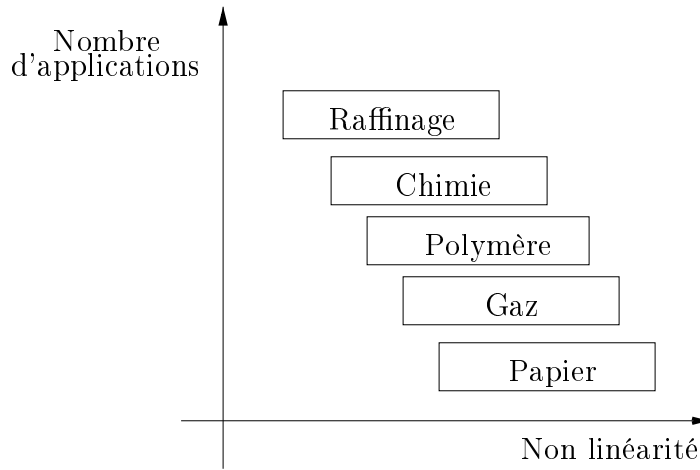 Nombre
d'applications
Raffinage
Chimie
Polymère
Gaz
Papier
Non linéarité